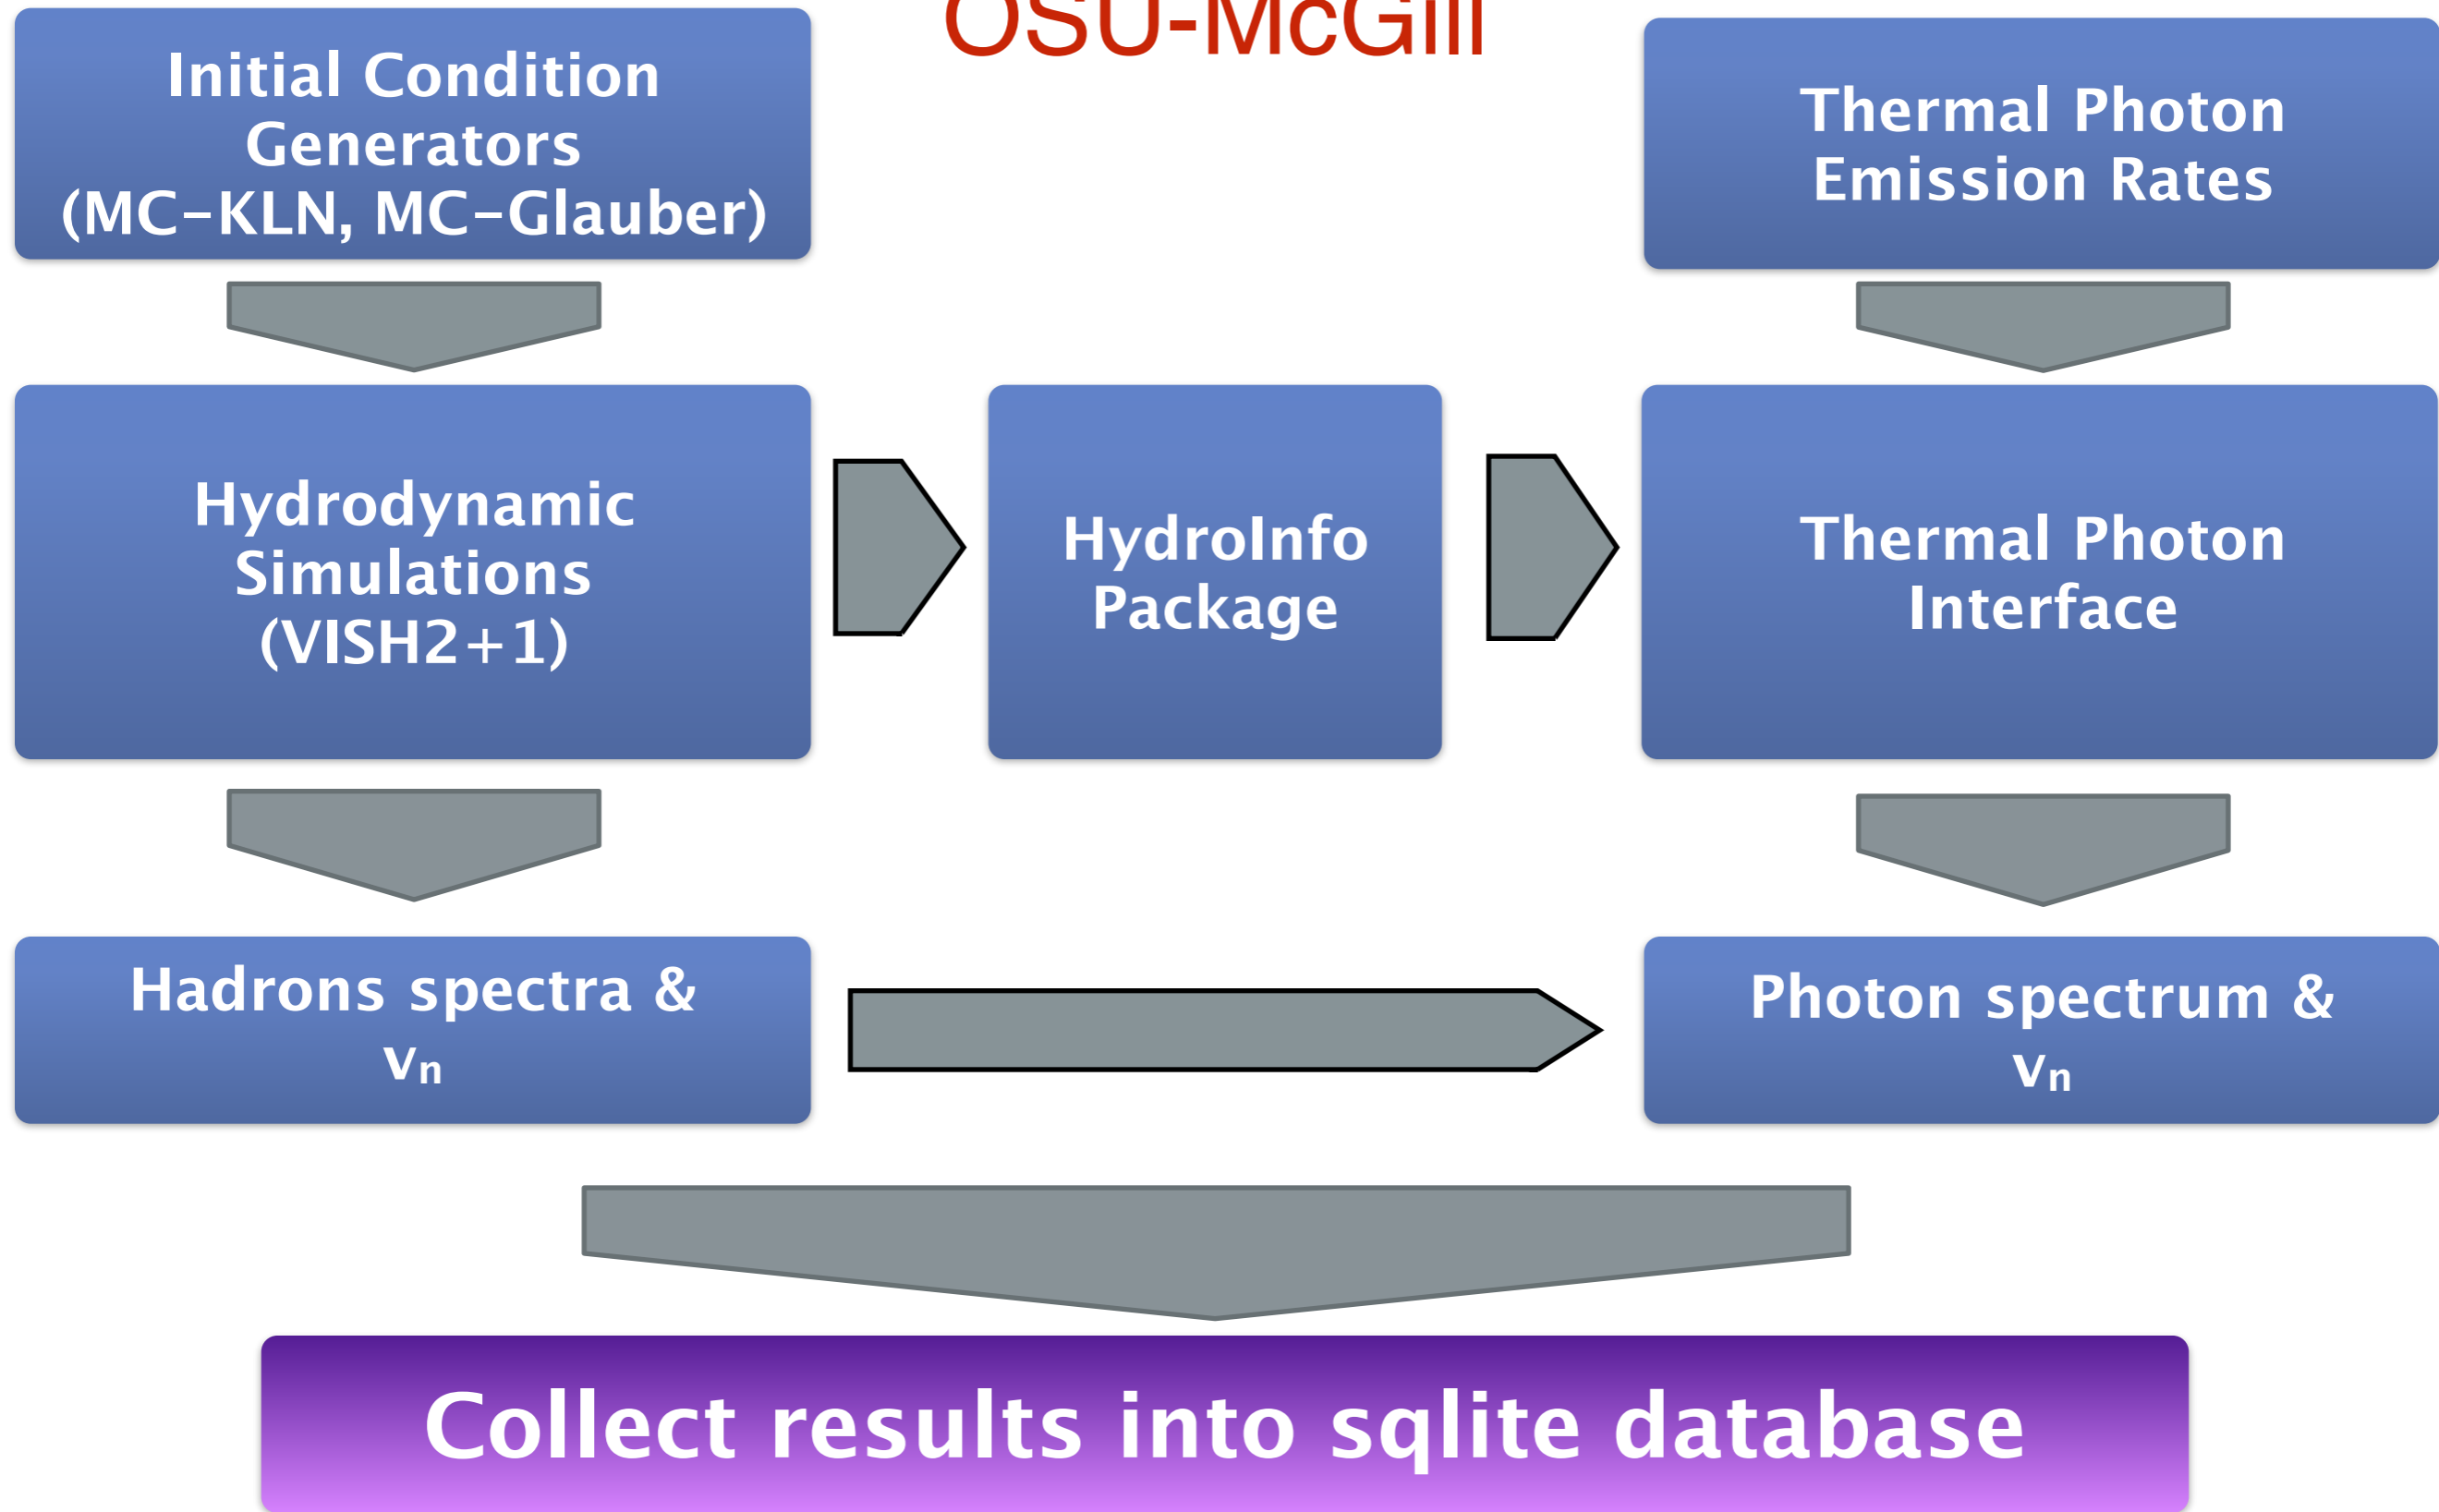 OSU-McGill
Initial Condition
Generators
(MC-KLN, MC-Glauber)
Thermal Photon
Emission Rates
Hydrodynamic
Simulations
(VISH2+1)
HydroInfo
Package
Thermal Photon
Interface
Hadrons spectra &
vn
Photon spectrum &
vn
Collect results into sqlite database